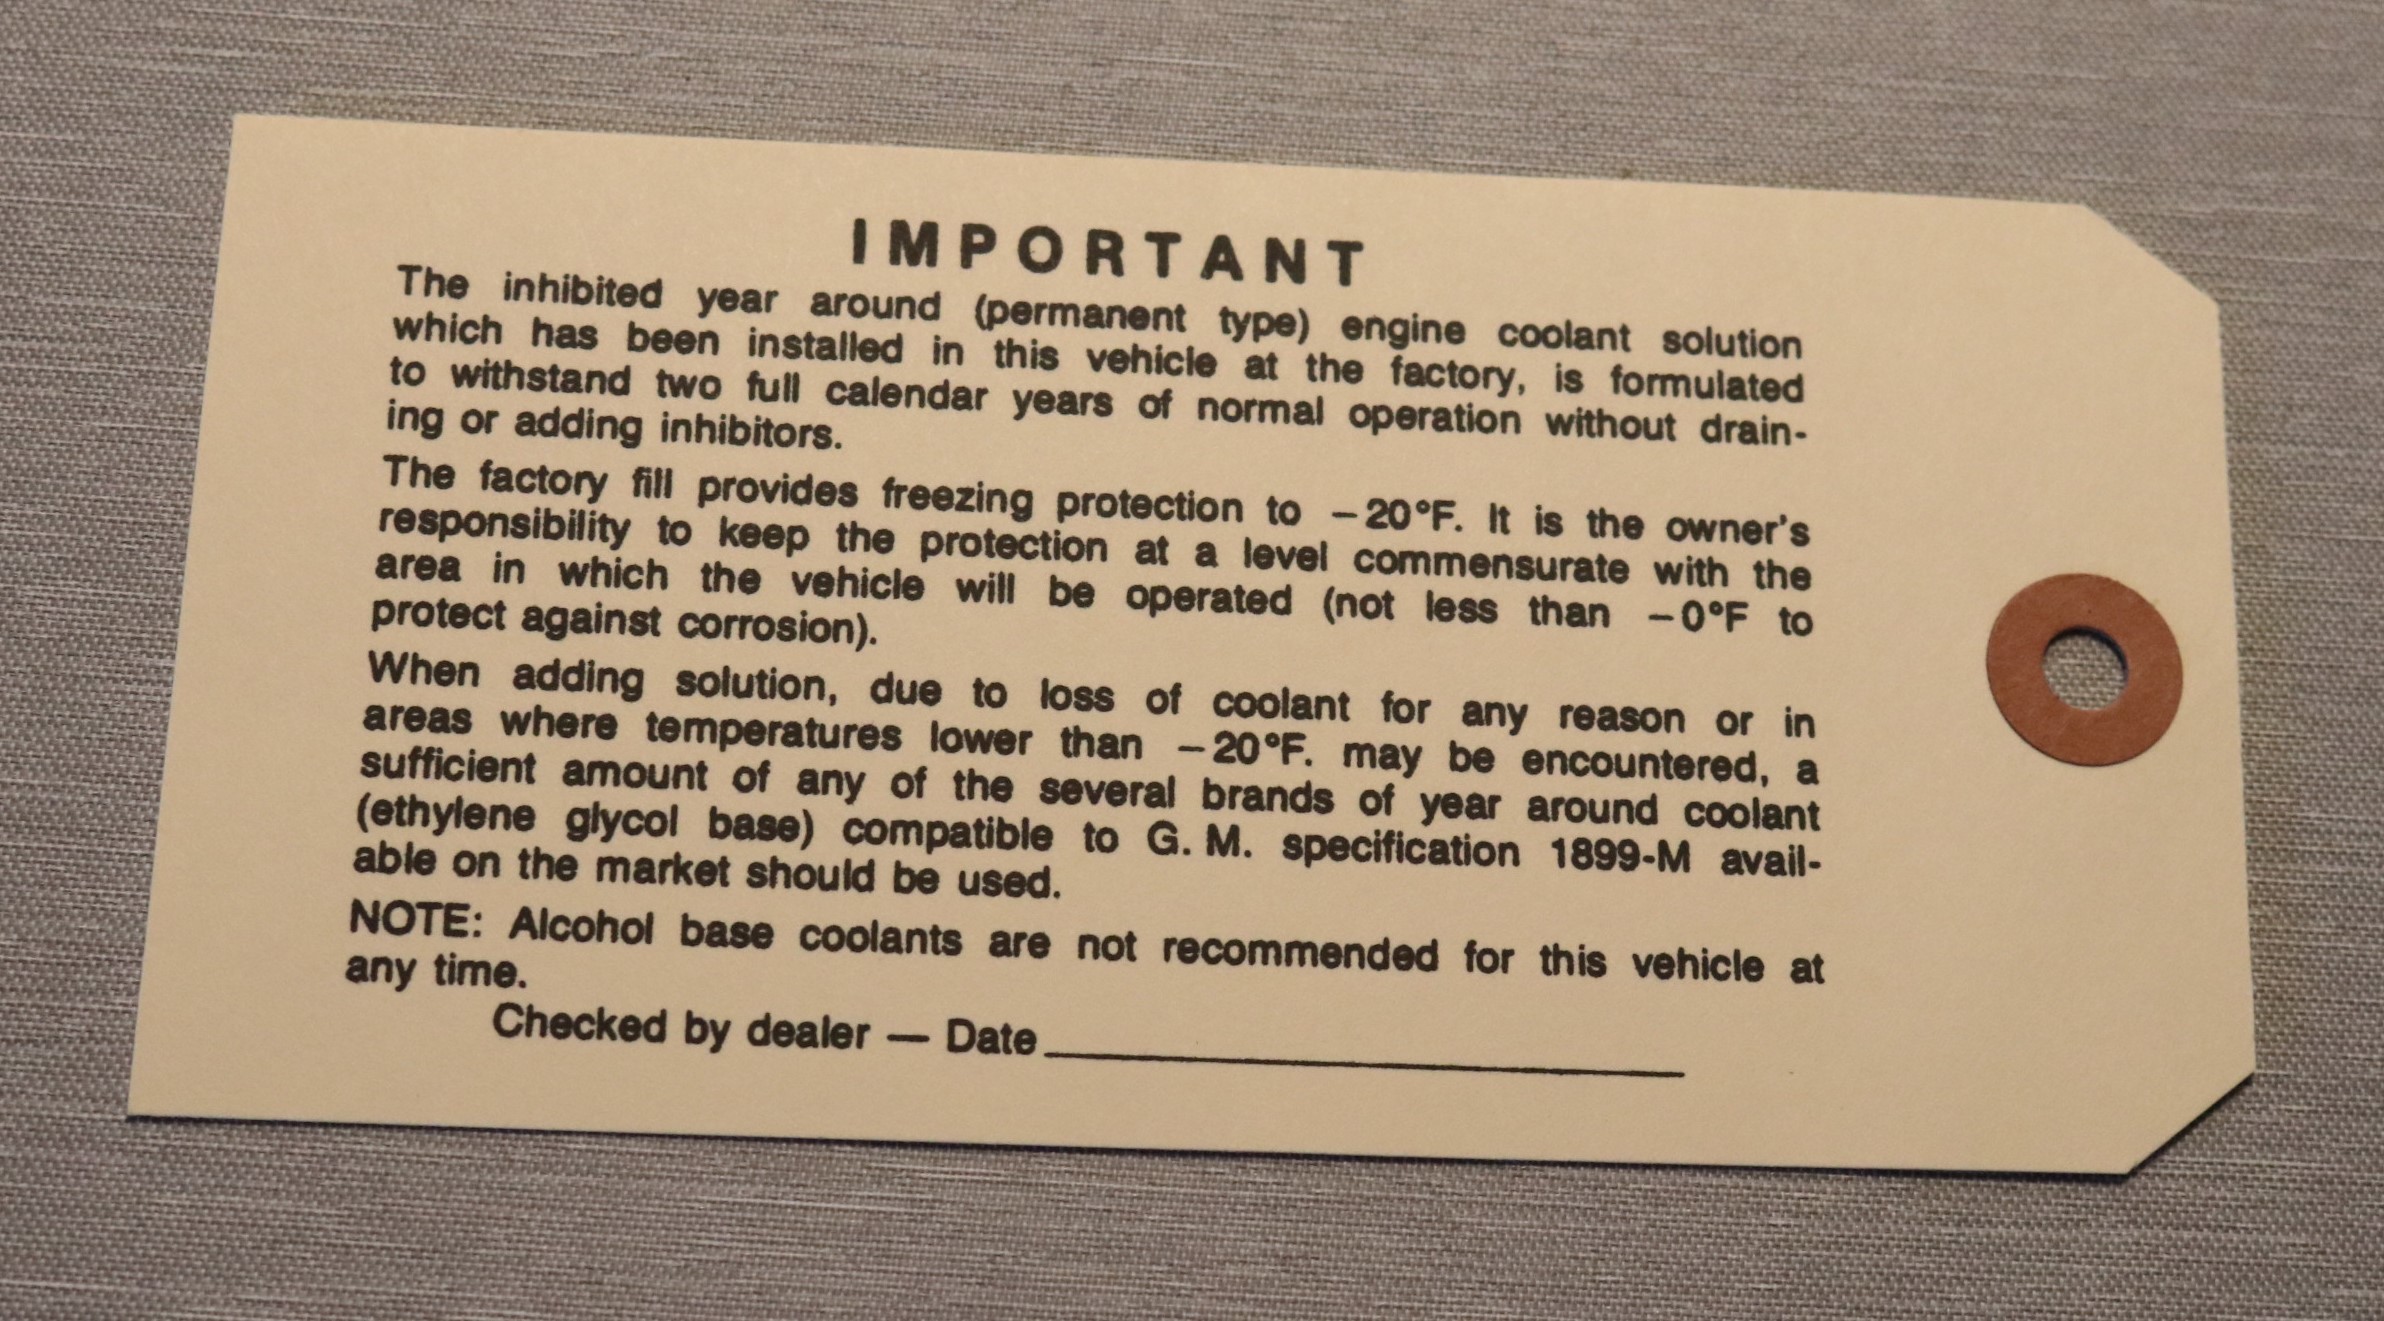 IMPORTANT
The inhibited year around (permanent type) engine coolant solution
which has been installed in this vehicle at the factory, is formulated
to withstand two full calendar years of normal operation without drain-
ing or adding inhibitors.
The factory fill provides freezing protection to –20°F. It is the owner's
responsibility to keep the protection at a level commensurate with the
area in which the vehicle will be operated (not less than –0°F to
protect against corrosion).
When adding solution, due to loss of coolant for any reason or in
areas where temperatures lower than –20°F. may be encountered, a
sufficient amount of any of the several brands of year around coolant
(ethylene glycol base) compatible to G. M. specification 1899-M avail-
able on the market should be used.
NOTE: Alcohol base coolants are not recommended for this vehicle at
any time.
Checked by dealer — Date